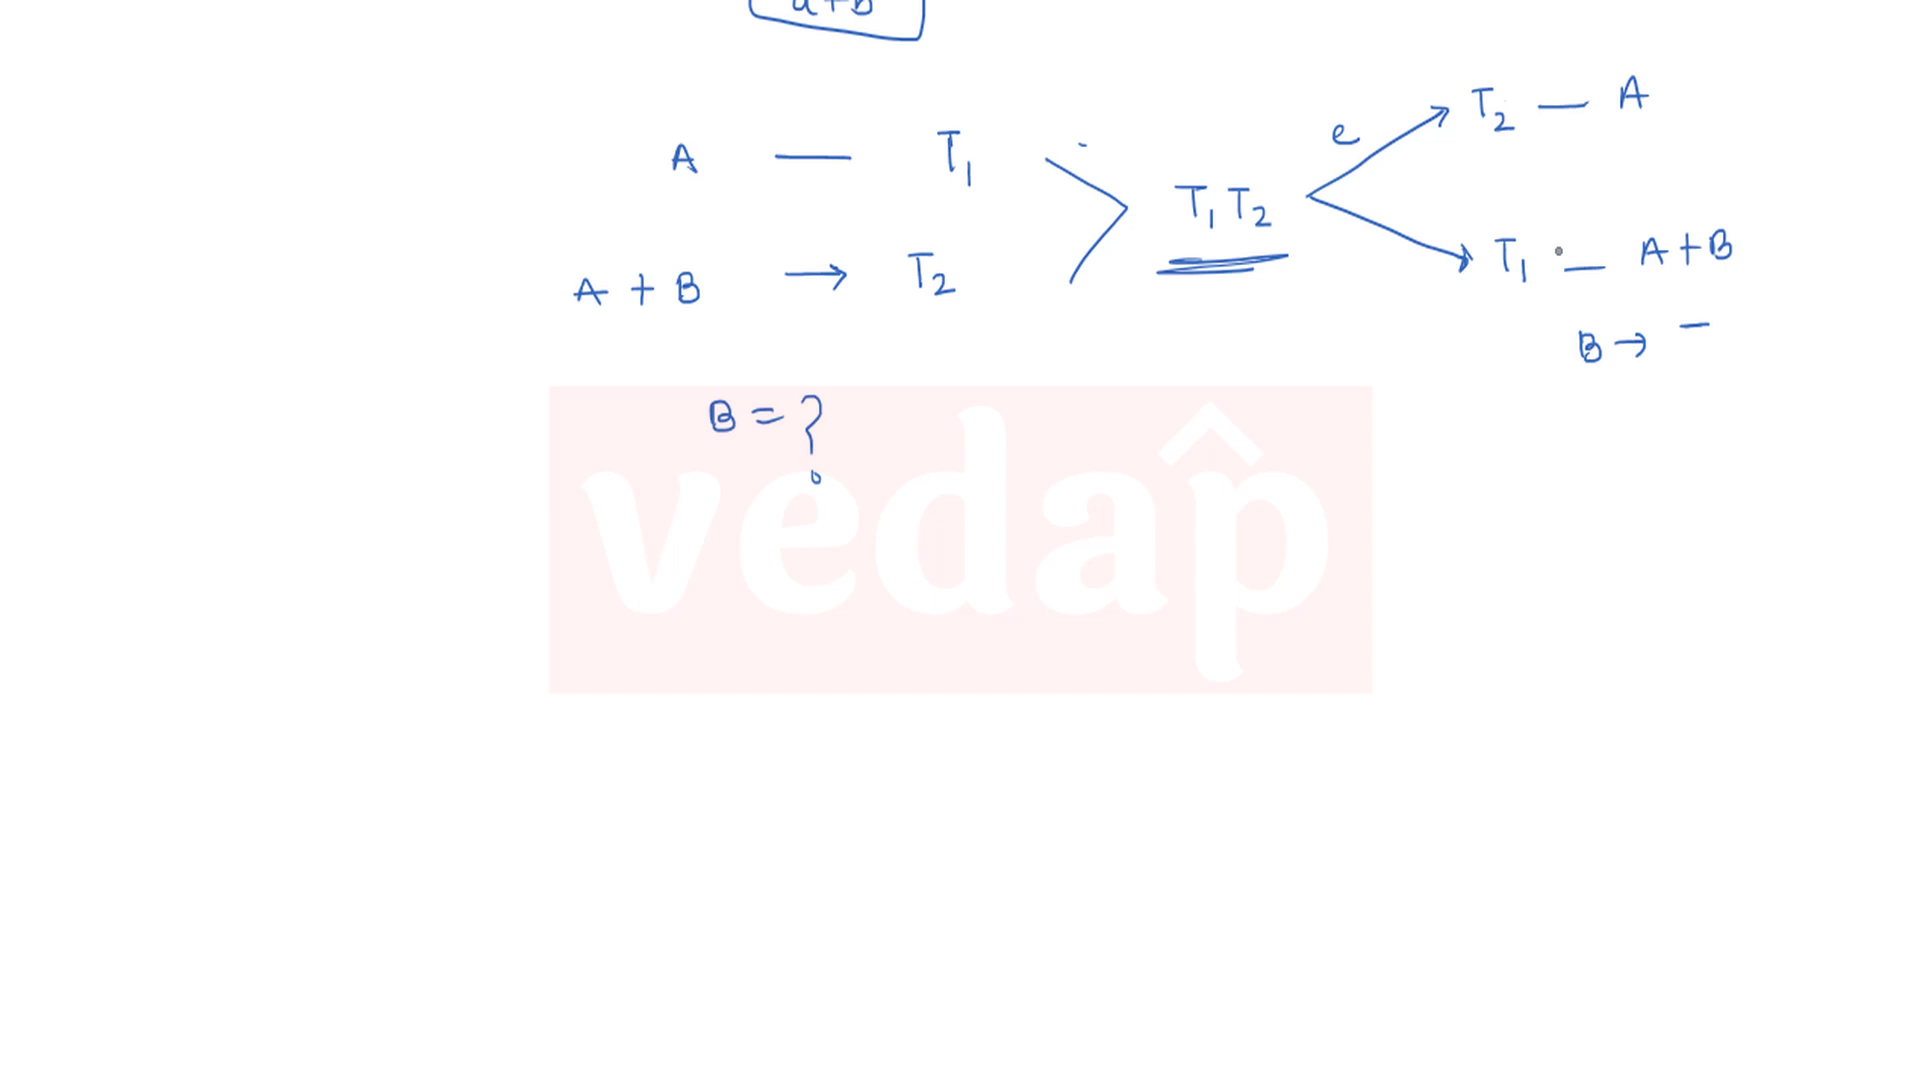 a+B
A — T1
T1 T2
e
T2 — A
A + B → T2
T1 — A + B
B → –
B = ?
vedap